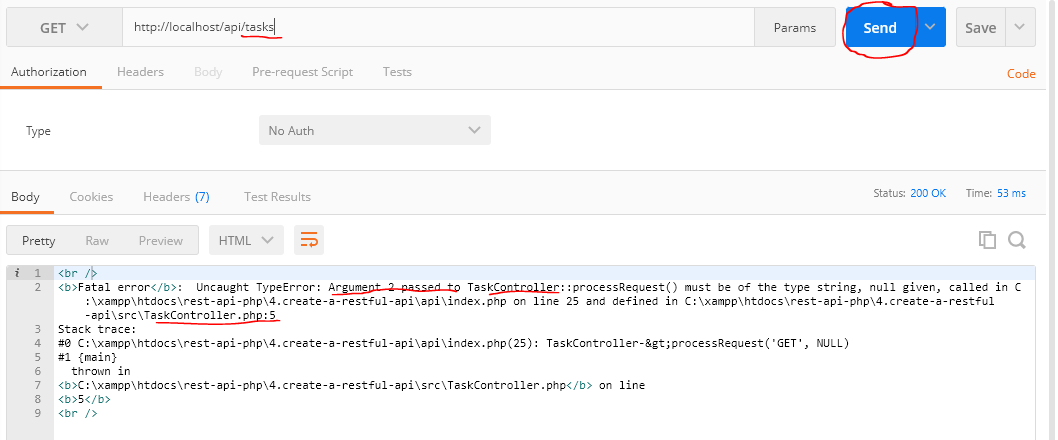 GET http://localhost/api/tasks Params Send Save
Authorization Headers Body Pre-request Script Tests Code
Type No Auth
Body Cookies Headers (7) Test Results Status: 200 OK Time: 53 ms
Pretty Raw Preview HTML
i 1 <br />
2 <b>Fatal error</b>:  Uncaught TypeError: Argument 2 passed to TaskController::processRequest() must be of the type string, null given, called in C
:\xampp\htdocs\rest-api-php\4.create-a-restful-api\api\index.php on line 25 and defined in C:\xampp\htdocs\rest-api-php\4.create-a-restful
-api\src\TaskController.php:5
3 Stack trace:
4 #0 C:\xampp\htdocs\rest-api-php\4.create-a-restful-api\api\index.php(25): TaskController-&gt;processRequest('GET', NULL)
5 #1 {main}
6 thrown in
7 <b>C:\xampp\htdocs\rest-api-php\4.create-a-restful-api\src\TaskController.php</b> on line
8 <b>5</b>
9 <br />